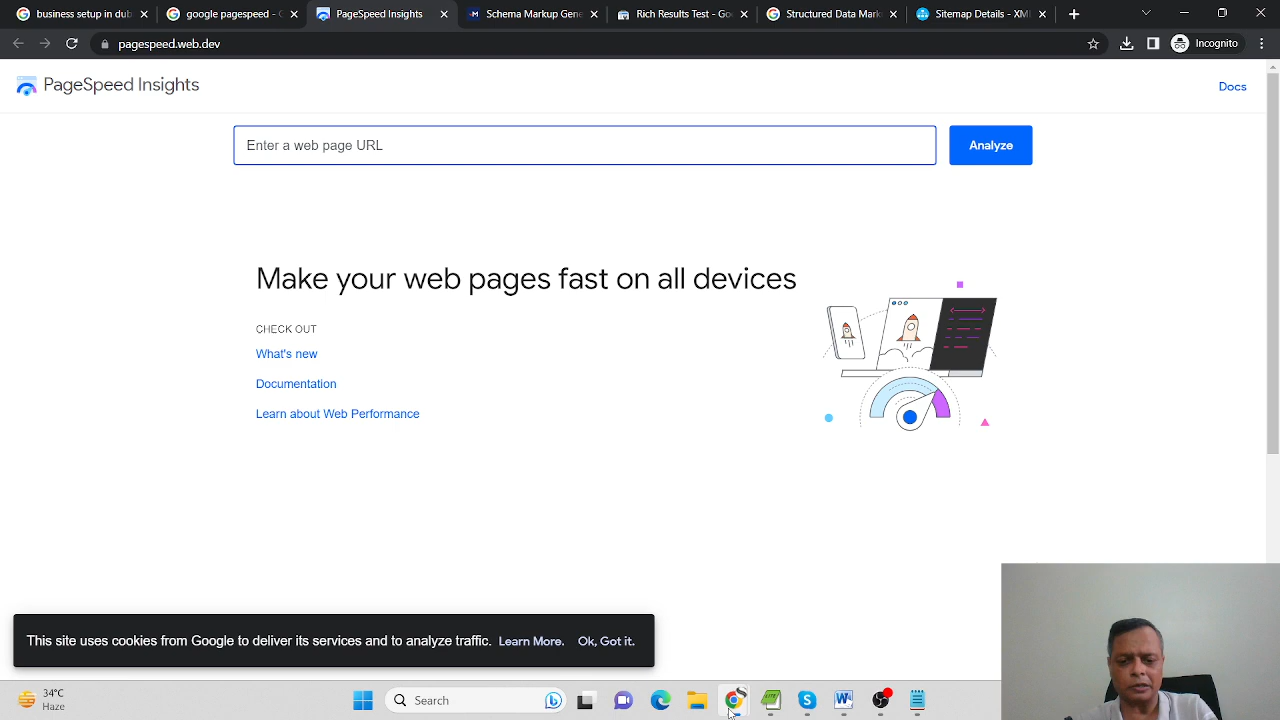 business setup in dub
google pagespeed - G
PageSpeed Insights
Schema Markup Gene
Rich Results Test - Goo
Structured Data Mark
Sitemap Details - XML
pagespeed.web.dev
Incognito
PageSpeed Insights
Docs
Enter a web page URL
Analyze
Make your web pages fast on all devices
CHECK OUT
What's new
Documentation
Learn about Web Performance
This site uses cookies from Google to deliver its services and to analyze traffic. Learn More. Ok, Got it.
34°C
Haze
Search